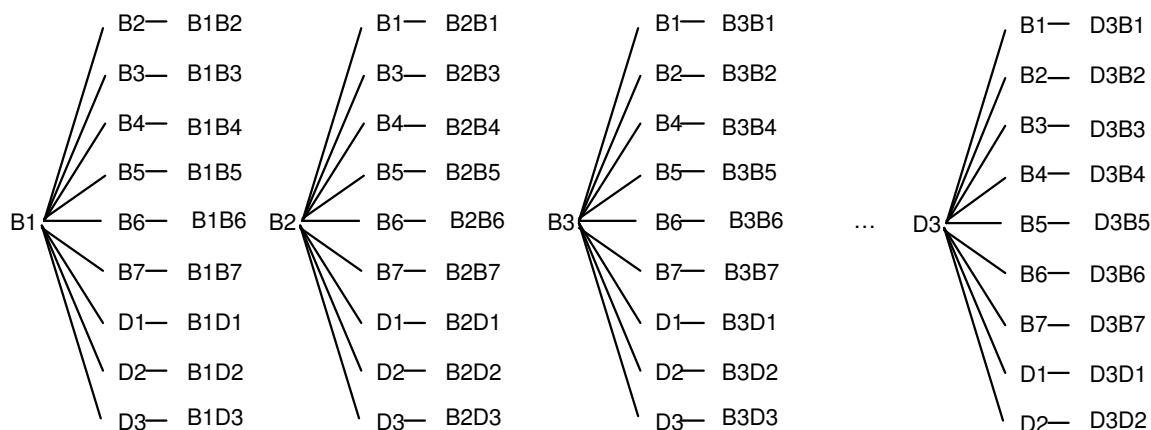 B2 B1B2 B1 B2B1 B1 B3B1 B1 D3B1
B3 B1B3 B3 B2B3 B2 B3B2 B2 D3B2
B4 B1B4 B4 B2B4 B4 B3B4 B3 D3B3
B5 B1B5 B5 B2B5 B5 B3B5 B4 D3B4
B1 B6 B1B6 B2 B6 B2B6 B3 B6 B3B6 ... D3 B5 D3B5
B7 B1B7 B7 B2B7 B7 B3B7 B6 D3B6
D1 B1D1 D1 B2D1 D1 B3D1 B7 D3B7
D2 B1D2 D2 B2D2 D2 B3D2 D1 D3D1
D3 B1D3 D3 B2D3 D3 B3D3 D2 D3D2